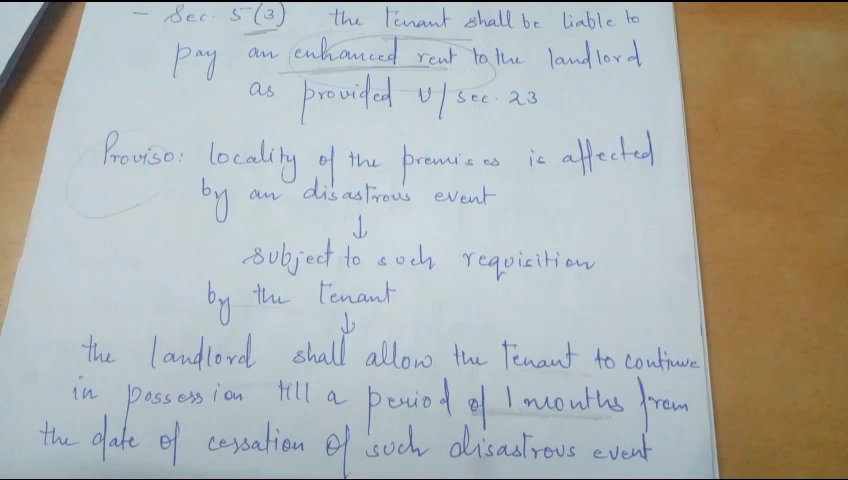 - Sec. 5(3) the tenant shall be liable to
pay an enhanced rent to the landlord
as provided U/sec. 23
Proviso: locality of the premises is affected
by an disastrous event
↓
subject to such requisition
by the tenant
↓
the landlord shall allow the tenant to continue
in possession till a period of 1 months from
the date of cessation of such disastrous event